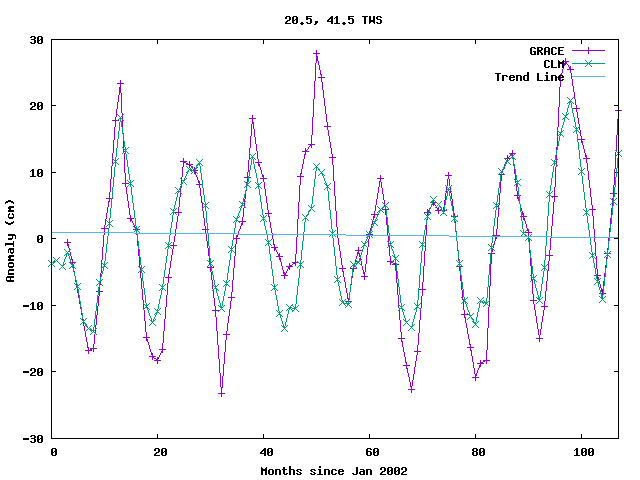 20.5, 41.5 TWS
30
20
10
0
-10
-20
-30
Anomaly (cm)
GRACE
CLM
Trend Line
0 20 40 60 80 100
Months since Jan 2002